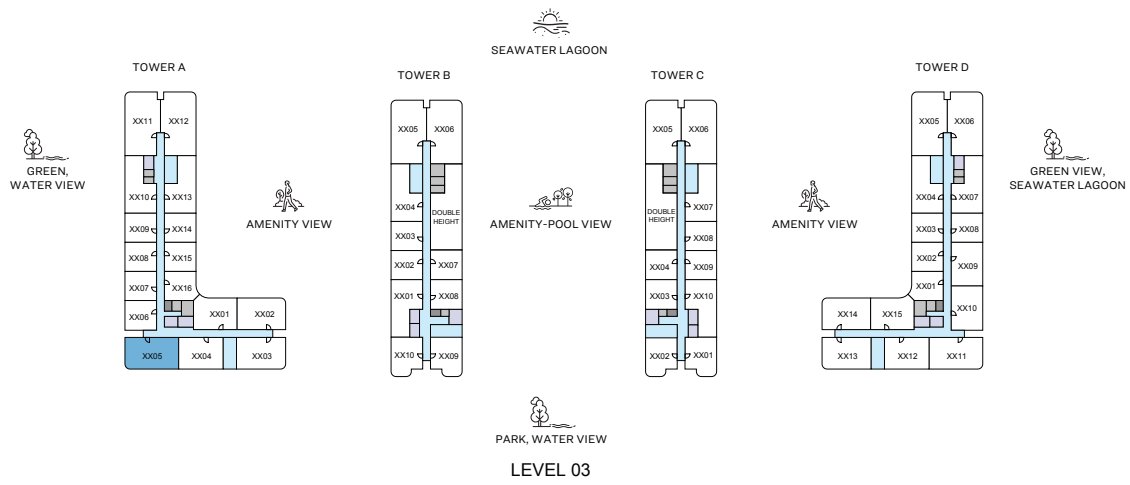 SEAWATER LAGOON
TOWER A
TOWER B
TOWER C
TOWER D
XX11
XX12
XX05
XX06
XX05
XX06
XX05
XX06
GREEN,
WATER VIEW
GREEN VIEW,
SEAWATER LAGOON
XX10
XX13
AMENITY VIEW
XX04
DOUBLE
HEIGHT
AMENITY-POOL VIEW
DOUBLE
HEIGHT
XX07
AMENITY VIEW
XX04
XX07
XX09
XX14
XX03
XX08
XX03
XX08
XX08
XX15
XX02
XX07
XX04
XX09
XX02
XX09
XX07
XX16
XX01
XX08
XX03
XX10
XX01
XX10
XX06
XX01
XX02
XX14
XX15
XX05
XX04
XX03
XX10
XX09
XX02
XX01
XX13
XX12
XX11
PARK, WATER VIEW
LEVEL 03